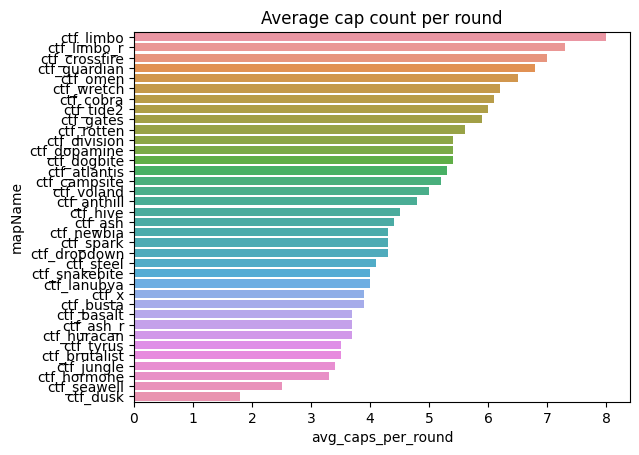 Average cap count per round
mapName
ctf_limbo
ctf_limbo_r
ctf_crossfire
ctf_guardian
ctf_omen
ctf_wretch
ctf_cobra
ctf_tide2
ctf_gates
ctf_rotten
ctf_division
ctf_dopamine
ctf_dogbite
ctf_atlantis
ctf_campsite
ctf_voland
ctf_anthill
ctf_hive
ctf_ash
ctf_newbia
ctf_spark
ctf_dropdown
ctf_steel
ctf_snakebite
ctf_lanubya
ctf_x
ctf_busta
ctf_basalt
ctf_ash_r
ctf_huracan
ctf_tyrus
ctf_brutalist
ctf_jungle
ctf_hormone
ctf_seawell
ctf_dusk
0 1 2 3 4 5 6 7 8
avg_caps_per_round